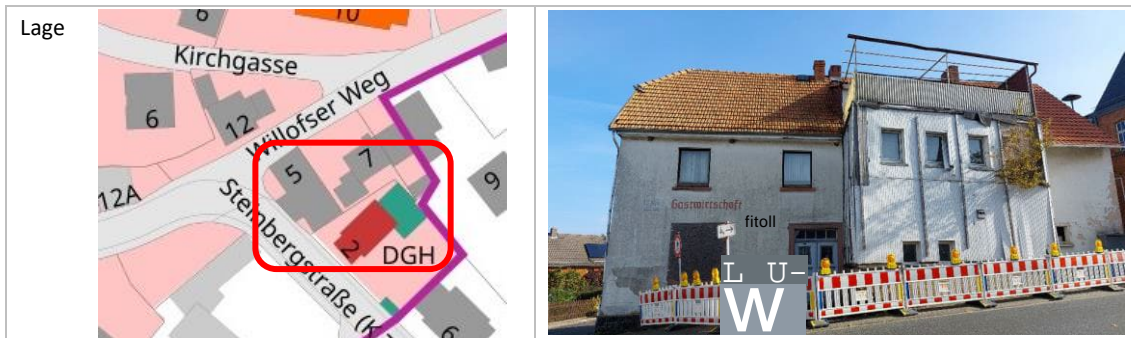 Lage
6
10
Kirchgasse
6
12
Willofser Weg
5
7
9
12A
Steinbergstraße (K
2
DGH
6
Gastwirtschaft
fitoll
L U-
W